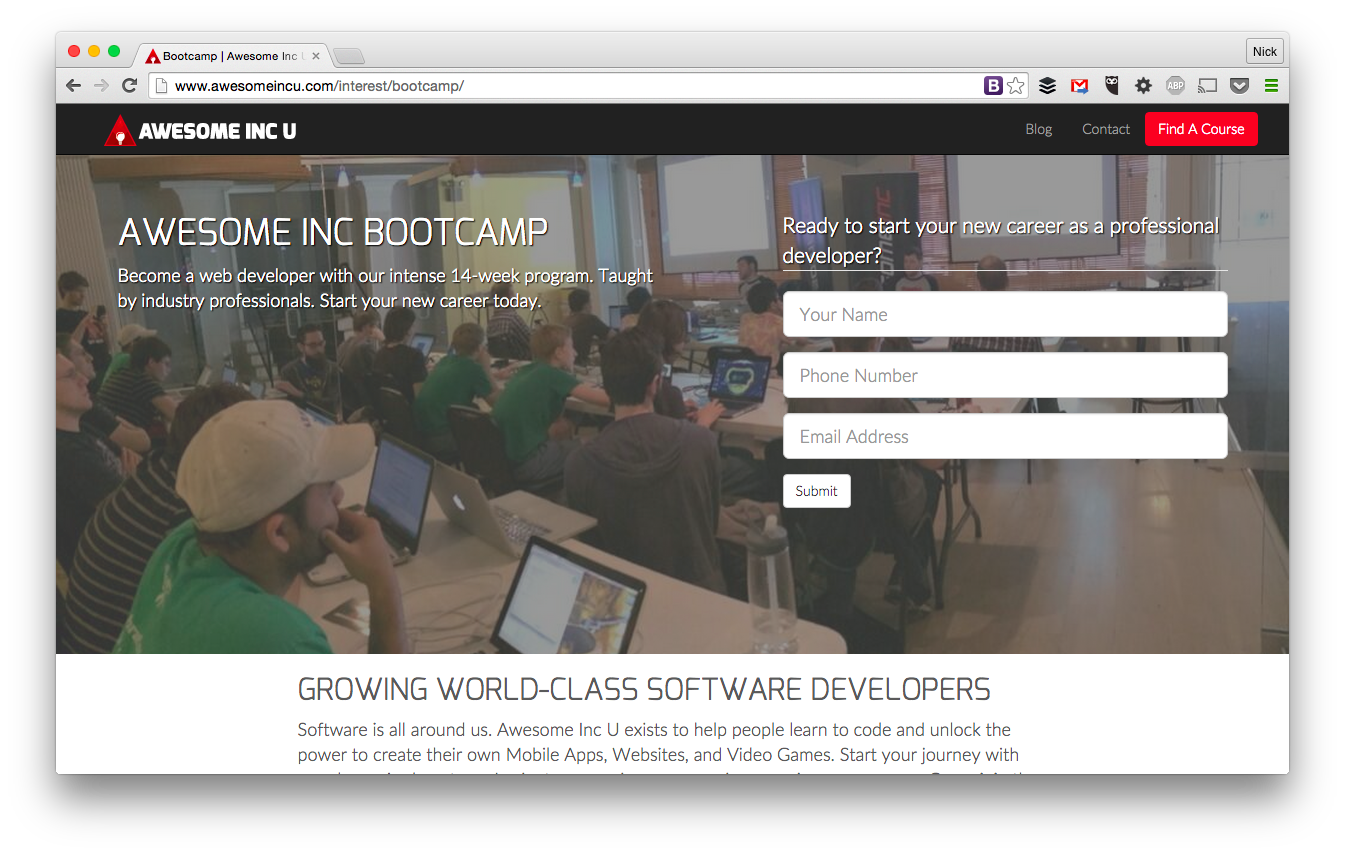 Bootcamp | Awesome Inc U
Nick
www.awesomeincu.com/interest/bootcamp/
B
ABP
AWESOME INC U
Blog
Contact
Find A Course
AWESOME INC BOOTCAMP
Become a web developer with our intense 14-week program. Taught
by industry professionals. Start your new career today.
Ready to start your new career as a professional
developer?
Your Name
Phone Number
Email Address
Submit
GROWING WORLD-CLASS SOFTWARE DEVELOPERS
Software is all around us. Awesome Inc U exists to help people learn to code and unlock the
power to create their own Mobile Apps, Websites, and Video Games. Start your journey with